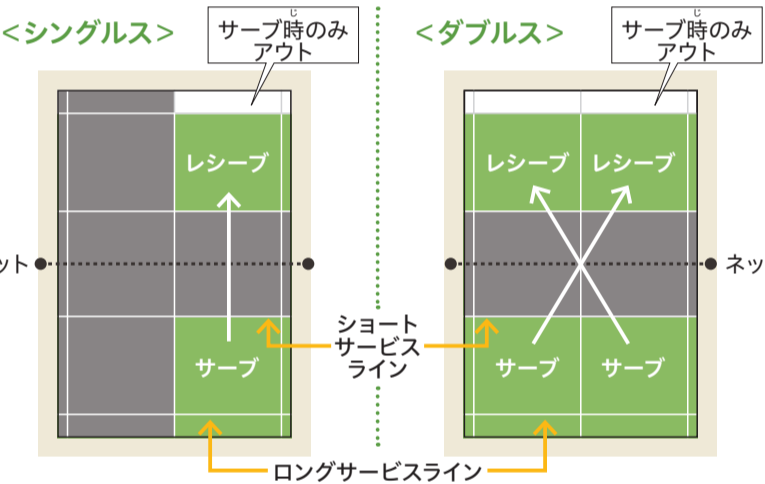 <シングルス>
サーブ時のみ
じ
アウト
<ダブルス>
サーブ時のみ
じ
アウト
レシーブ
レシーブ
レシーブ
ット
ネッ
ショート
サービス
ライン
サーブ
サーブ
サーブ
ロングサービスライン